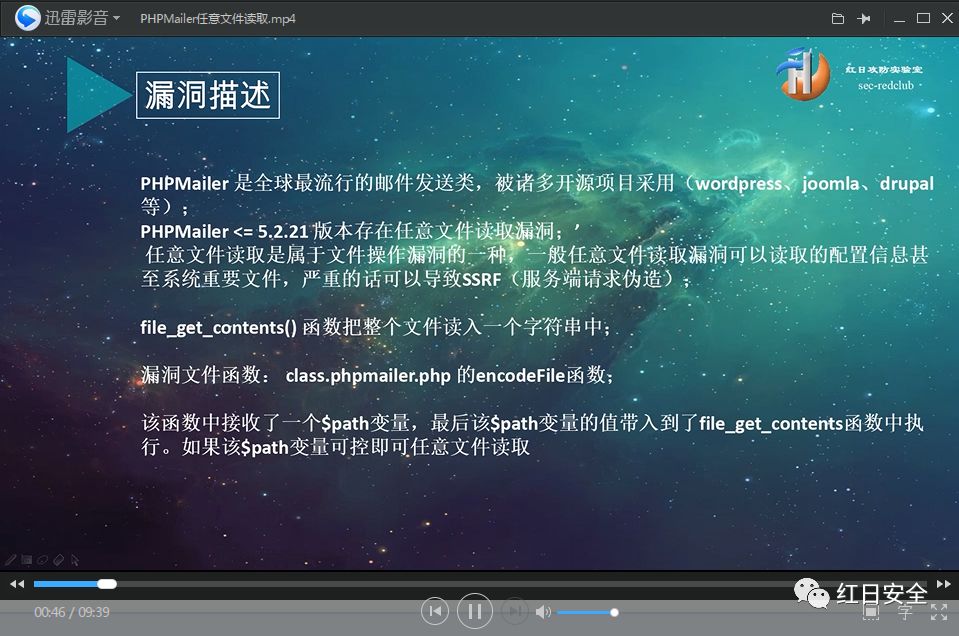 迅雷影音
PHPMailer任意文件读取.mp4
漏洞描述
红日攻防实验室
sec-redclub
PHPMailer 是全球最流行的邮件发送类，被诸多开源项目采用（wordpress、joomla、drupal
等）；
PHPMailer <= 5.2.21 版本存在任意文件读取漏洞；’
任意文件读取是属于文件操作漏洞的一种，一般任意文件读取漏洞可以读取的配置信息甚
至系统重要文件，严重的话可以导致SSRF（服务端请求伪造）；
file_get_contents() 函数把整个文件读入一个字符串中；
漏洞文件函数： class.phpmailer.php 的encodeFile函数；
该函数中接收了一个$path变量，最后该$path变量的值带入到了file_get_contents函数中执
行。如果该$path变量可控即可任意文件读取
红日安全
00:46 / 09:39
字